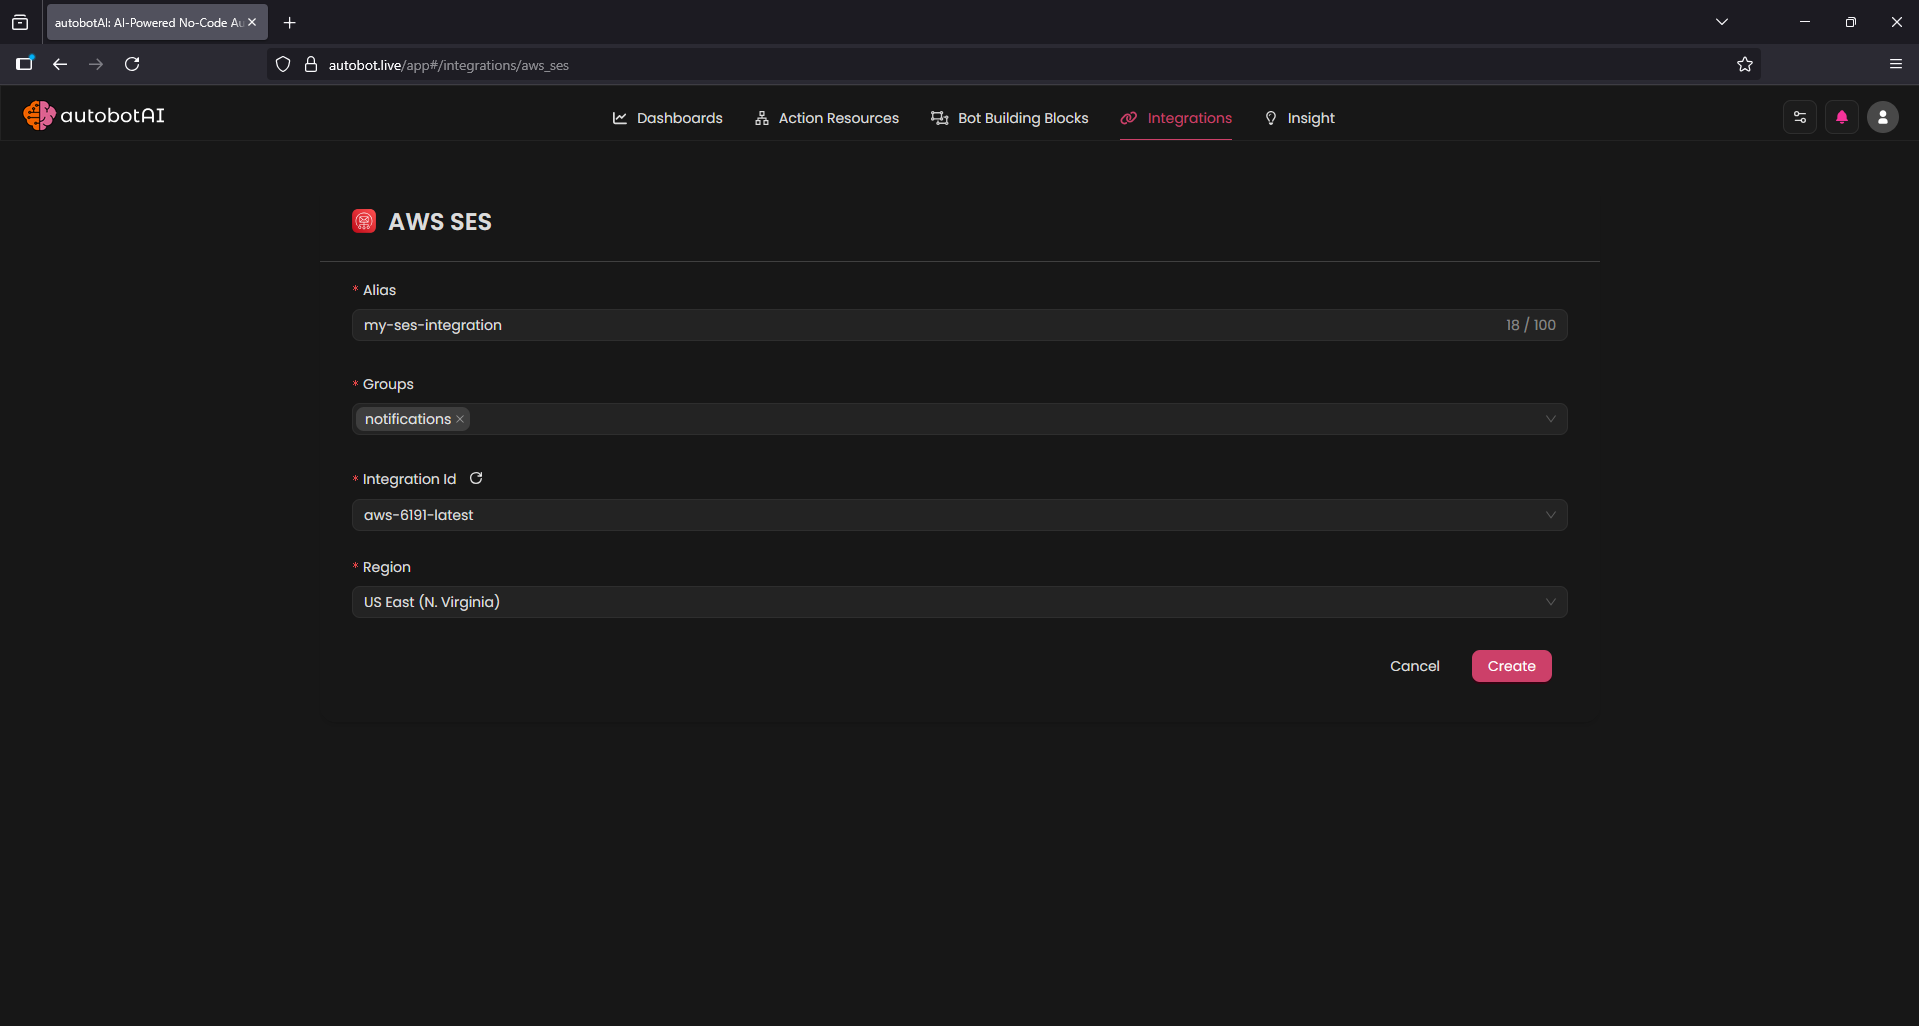 autobotAI: AI-Powered No-Code Au
autobot.live/app#/integrations/aws_ses
autobotAI
Dashboards
Action Resources
Bot Building Blocks
Integrations
Insight
AWS SES
* Alias
my-ses-integration
18 / 100
* Groups
notifications
* Integration Id
aws-6191-latest
* Region
US East (N. Virginia)
Cancel
Create